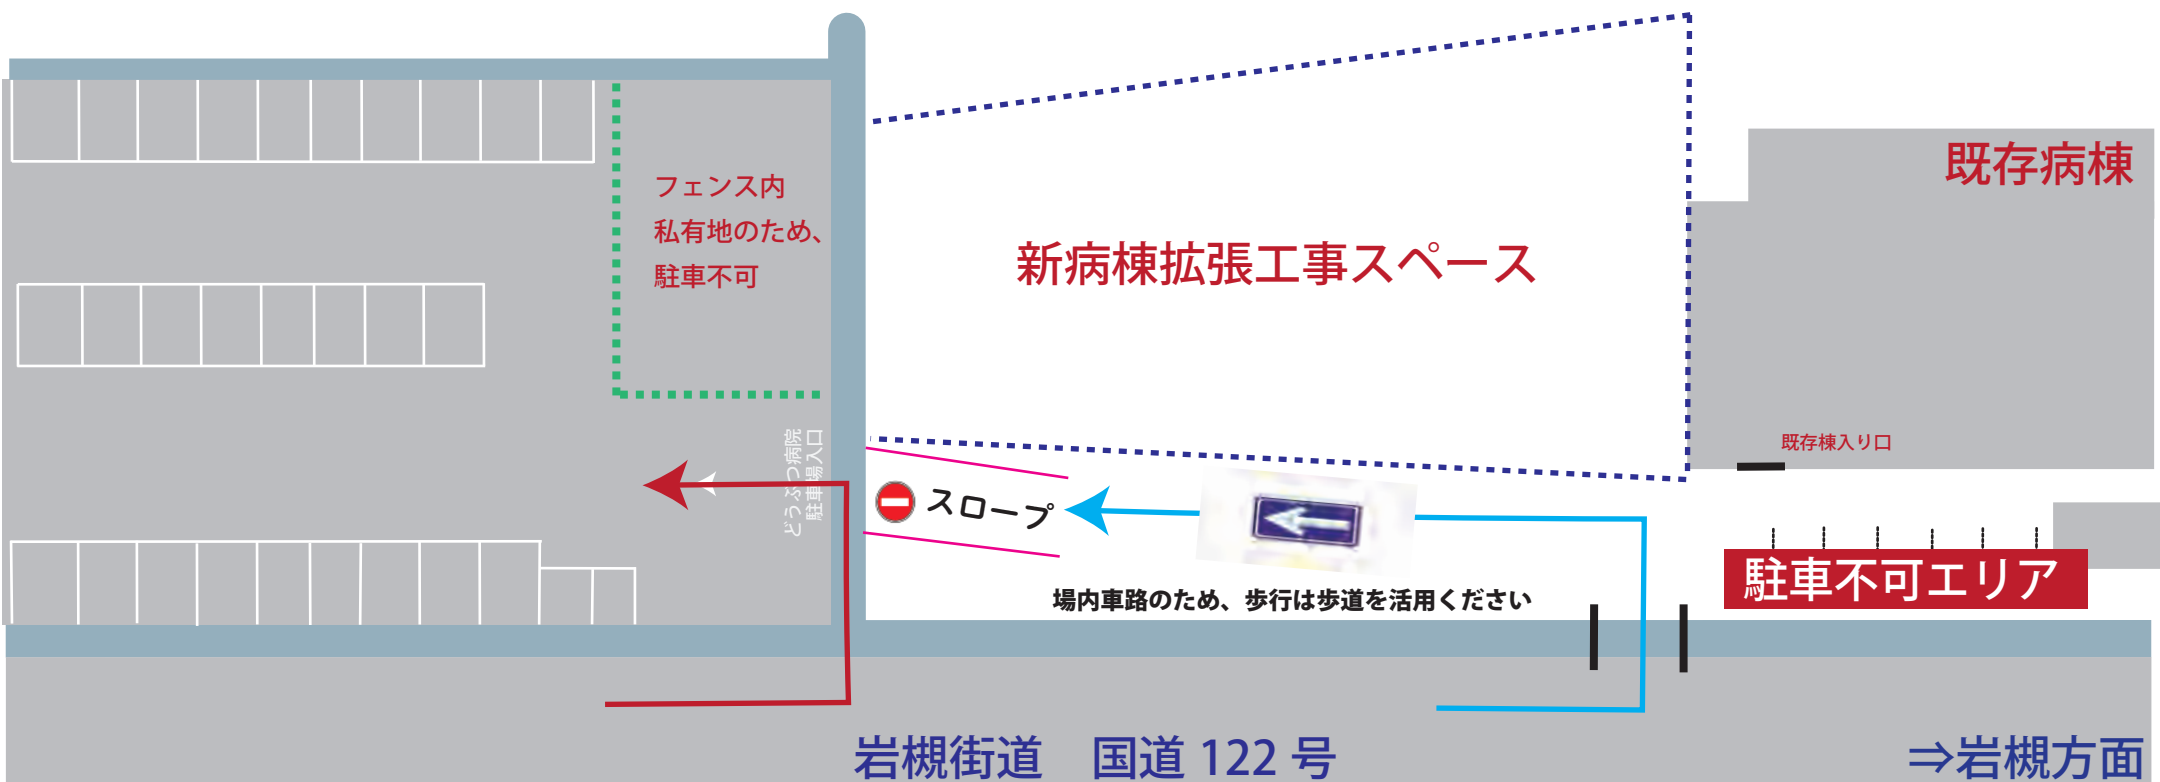 既存病棟
フェンス内
私有地のため、
駐車不可
新病棟拡張工事スペース
既存棟入り口
どうぶつ病院
駐車場入口
スロープ
駐車不可エリア
場内車路のため、歩行は歩道を活用ください
岩槻街道　国道 122 号
⇒岩槻方面